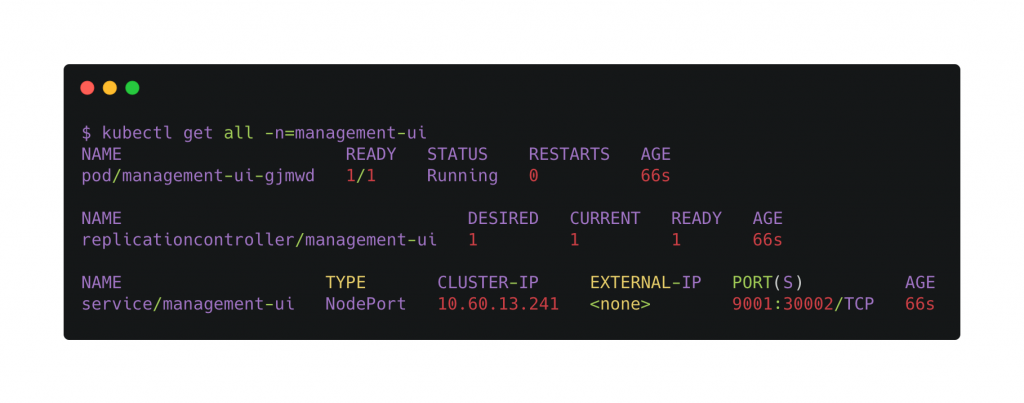 $ kubectl get all -n=management-ui
NAME READY STATUS RESTARTS AGE
pod/management-ui-gjmwd 1/1 Running 0 66s
NAME DESIRED CURRENT READY AGE
replicationcontroller/management-ui 1 1 1 66s
NAME TYPE CLUSTER-IP EXTERNAL-IP PORT(S) AGE
service/management-ui NodePort 10.60.13.241 <none> 9001:30002/TCP 66s